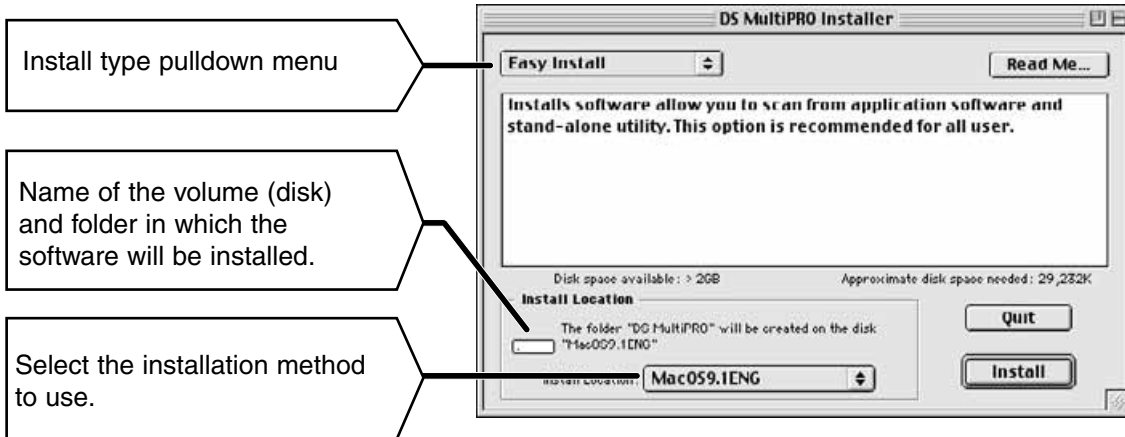 Install type pulldown menu
Name of the volume (disk)
and folder in which the
software will be installed.
Select the installation method
to use.
DS MultiPRO Installer
Easy Install
Read Me...
Installs software allow you to scan from application software and
stand-alone utility. This option is recommended for all user.
Disk space available: > 2GB
Approximate disk space needed: 29,232K
Install Location
The folder "DS MultiPRO" will be created on the disk
"MacOS9.1ENG"
Install Location:
MacOS9.1ENG
Quit
Install